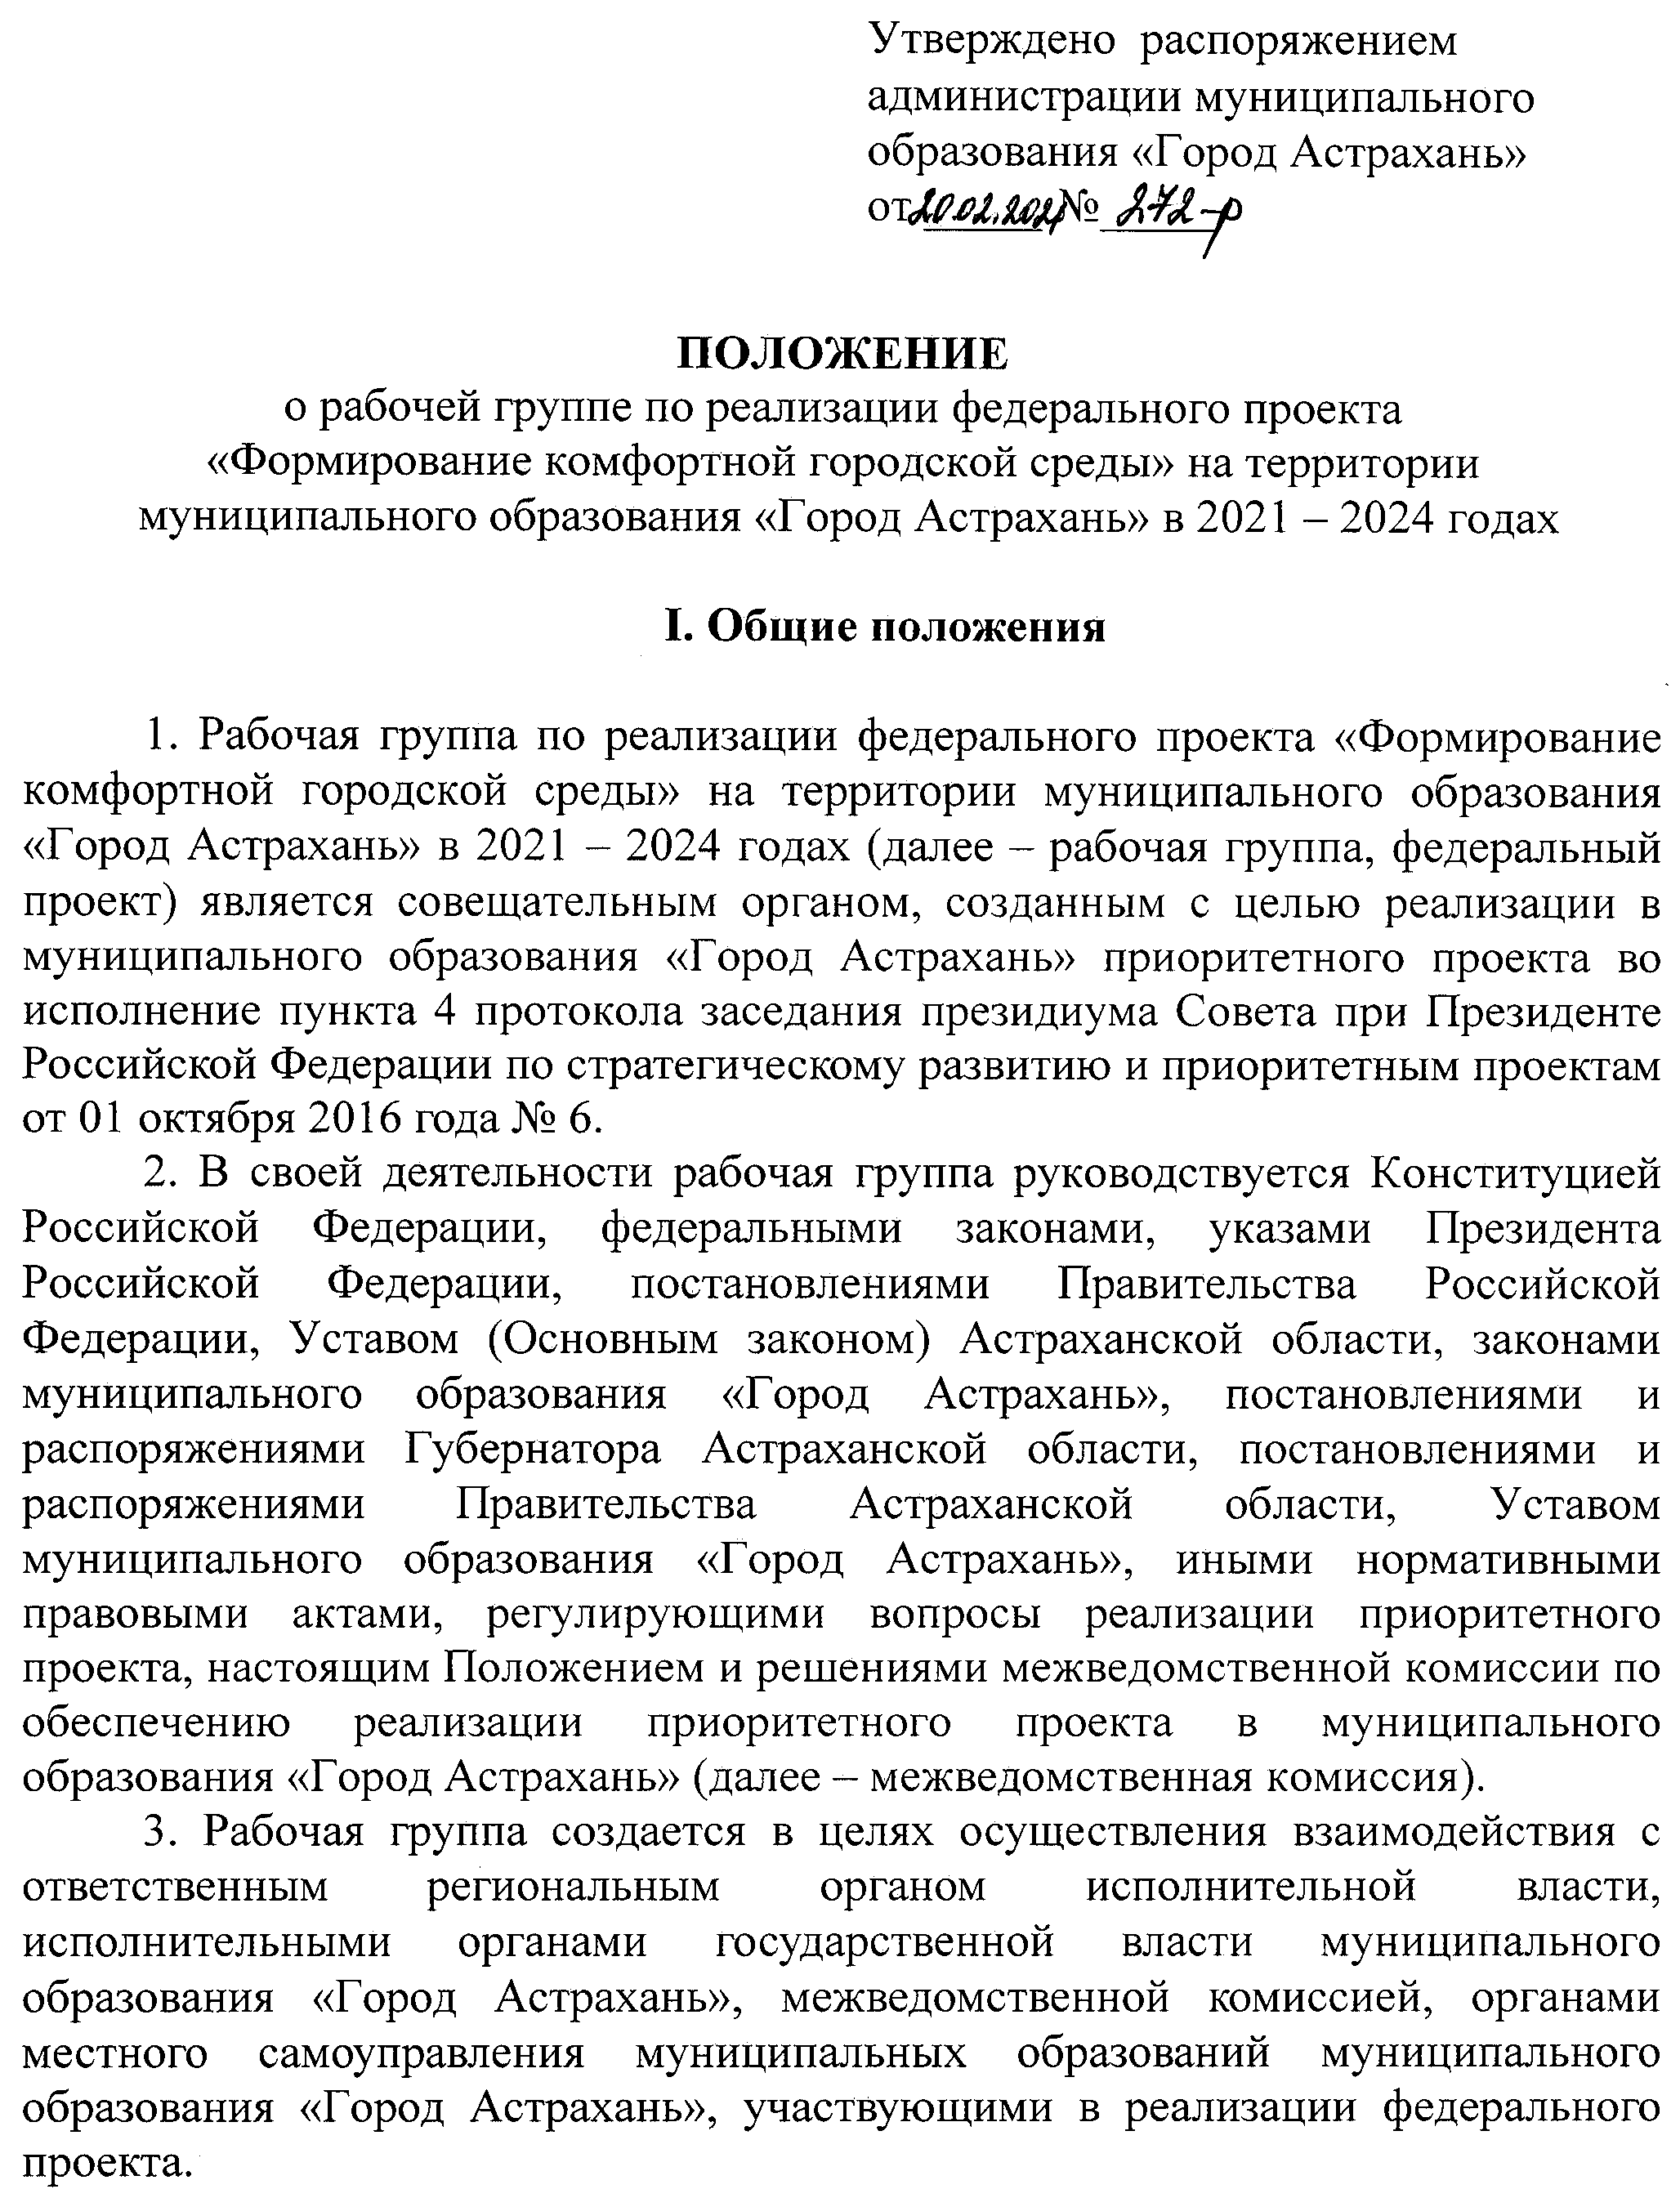 Утверждено распоряжением
администрации муниципального
образования «Город Астрахань»
от 20.02.2021 № 272-р
ПОЛОЖЕНИЕ
о рабочей группе по реализации федерального проекта
«Формирование комфортной городской среды» на территории
муниципального образования «Город Астрахань» в 2021 – 2024 годах
I. Общие положения
1. Рабочая группа по реализации федерального проекта «Формирование
комфортной городской среды» на территории муниципального образования
«Город Астрахань» в 2021 – 2024 годах (далее – рабочая группа, федеральный
проект) является совещательным органом, созданным с целью реализации в
муниципального образования «Город Астрахань» приоритетного проекта во
исполнение пункта 4 протокола заседания президиума Совета при Президенте
Российской Федерации по стратегическому развитию и приоритетным проектам
от 01 октября 2016 года № 6.
2. В своей деятельности рабочая группа руководствуется Конституцией
Российской Федерации, федеральными законами, указами Президента
Российской Федерации, постановлениями Правительства Российской
Федерации, Уставом (Основным законом) Астраханской области, законами
муниципального образования «Город Астрахань», постановлениями и
распоряжениями Губернатора Астраханской области, постановлениями и
распоряжениями Правительства Астраханской области, Уставом
муниципального образования «Город Астрахань», иными нормативными
правовыми актами, регулирующими вопросы реализации приоритетного
проекта, настоящим Положением и решениями межведомственной комиссии по
обеспечению реализации приоритетного проекта в муниципального
образования «Город Астрахань» (далее – межведомственная комиссия).
3. Рабочая группа создается в целях осуществления взаимодействия с
ответственным региональным органом исполнительной власти,
исполнительными органами государственной власти муниципального
образования «Город Астрахань», межведомственной комиссией, органами
местного самоуправления муниципальных образований муниципального
образования «Город Астрахань», участвующими в реализации федерального
проекта.